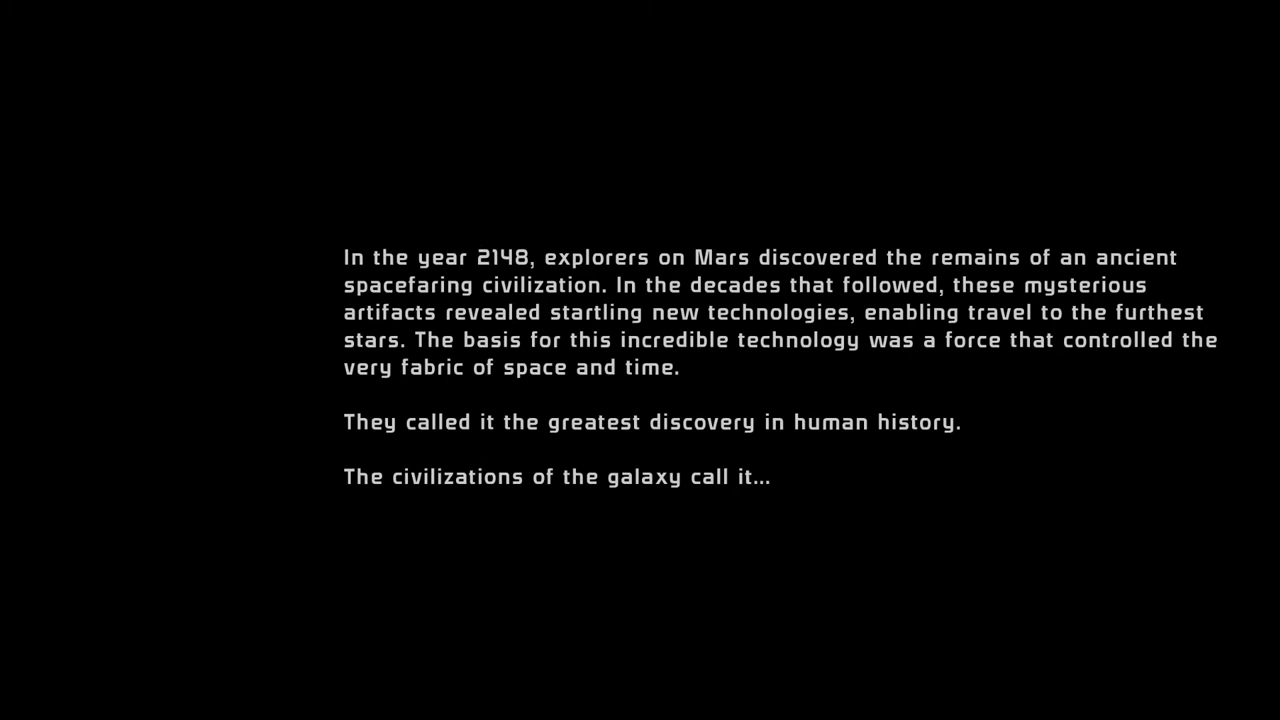 In the year 2148, explorers on Mars discovered the remains of an ancient
spacefaring civilization. In the decades that followed, these mysterious
artifacts revealed startling new technologies, enabling travel to the furthest
stars. The basis for this incredible technology was a force that controlled the
very fabric of space and time.
They called it the greatest discovery in human history.
The civilizations of the galaxy call it...